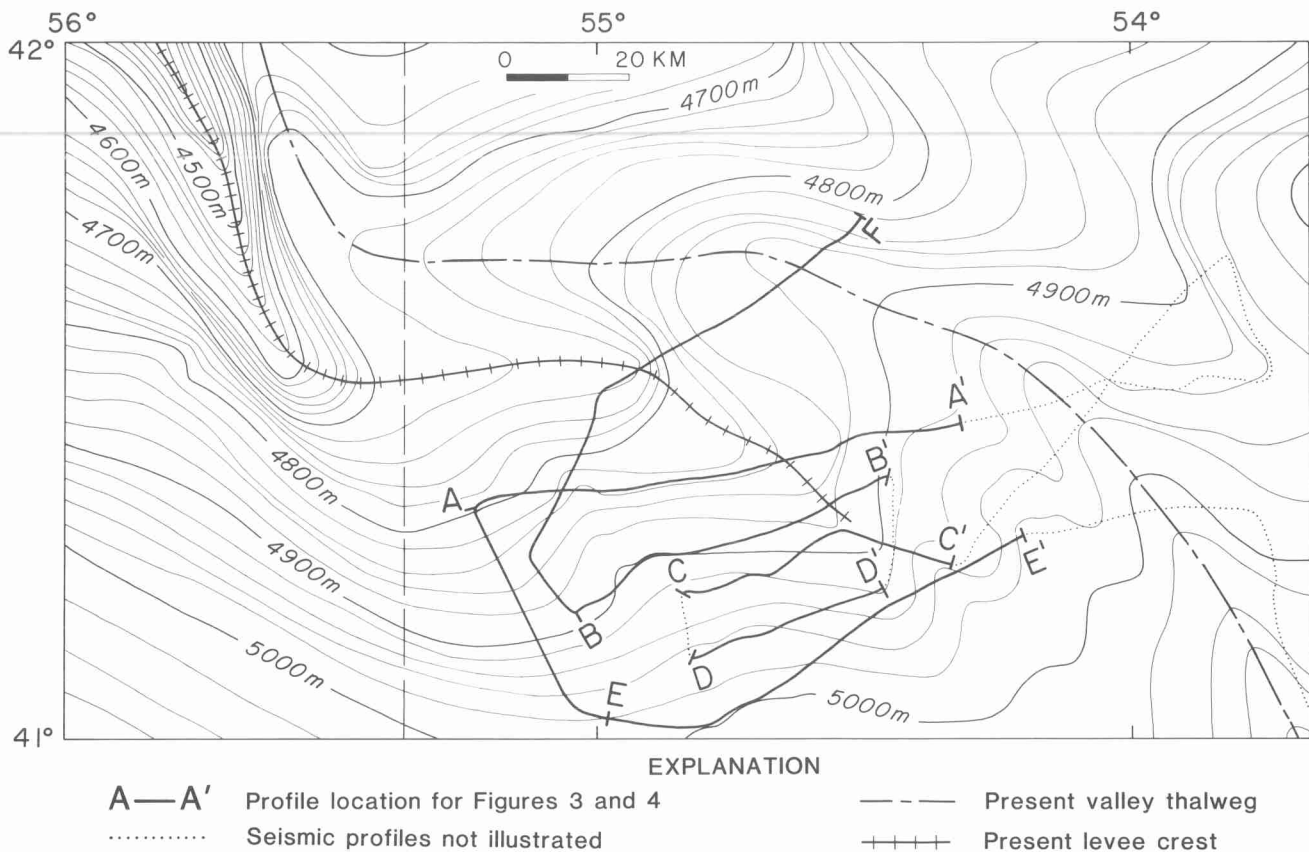 56°
55°
54°
42°
0 20 KM
4700m
4600m
4500m
4800m
4700m
F
4900m
A'
B'
A
4800m
C
C'
E'
D'
4900m
B
D
5000m
E
5000m
41°
EXPLANATION
A—A' Profile location for Figures 3 and 4
Present valley thalweg
Seismic profiles not illustrated
Present levee crest